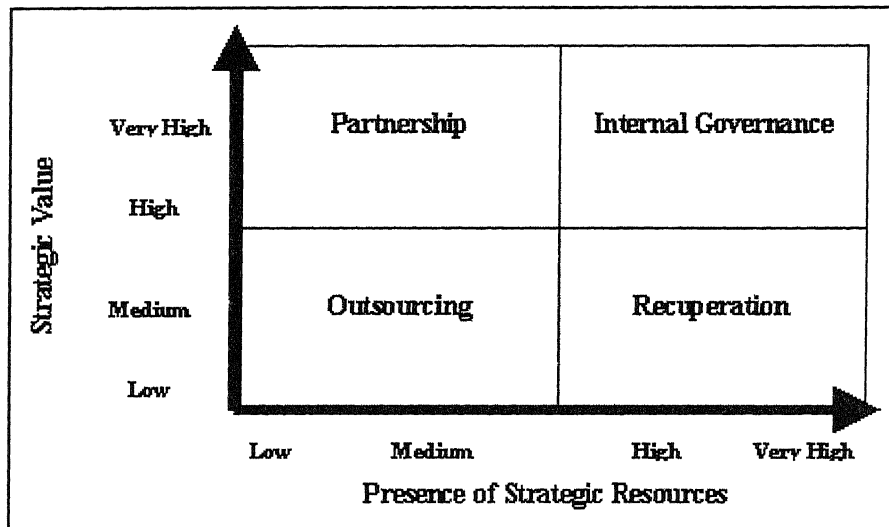 Strategic Value
Very High
High
Medium
Low
Partnership
Internal Governance
Outsourcing
Recuperation
Low
Medium
High
Very High
Presence of Strategic Resources